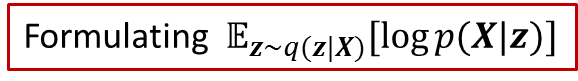 Formulating 𝔼_{𝒛~q(𝒛|𝑿)}[log p(𝑿|𝒛)]